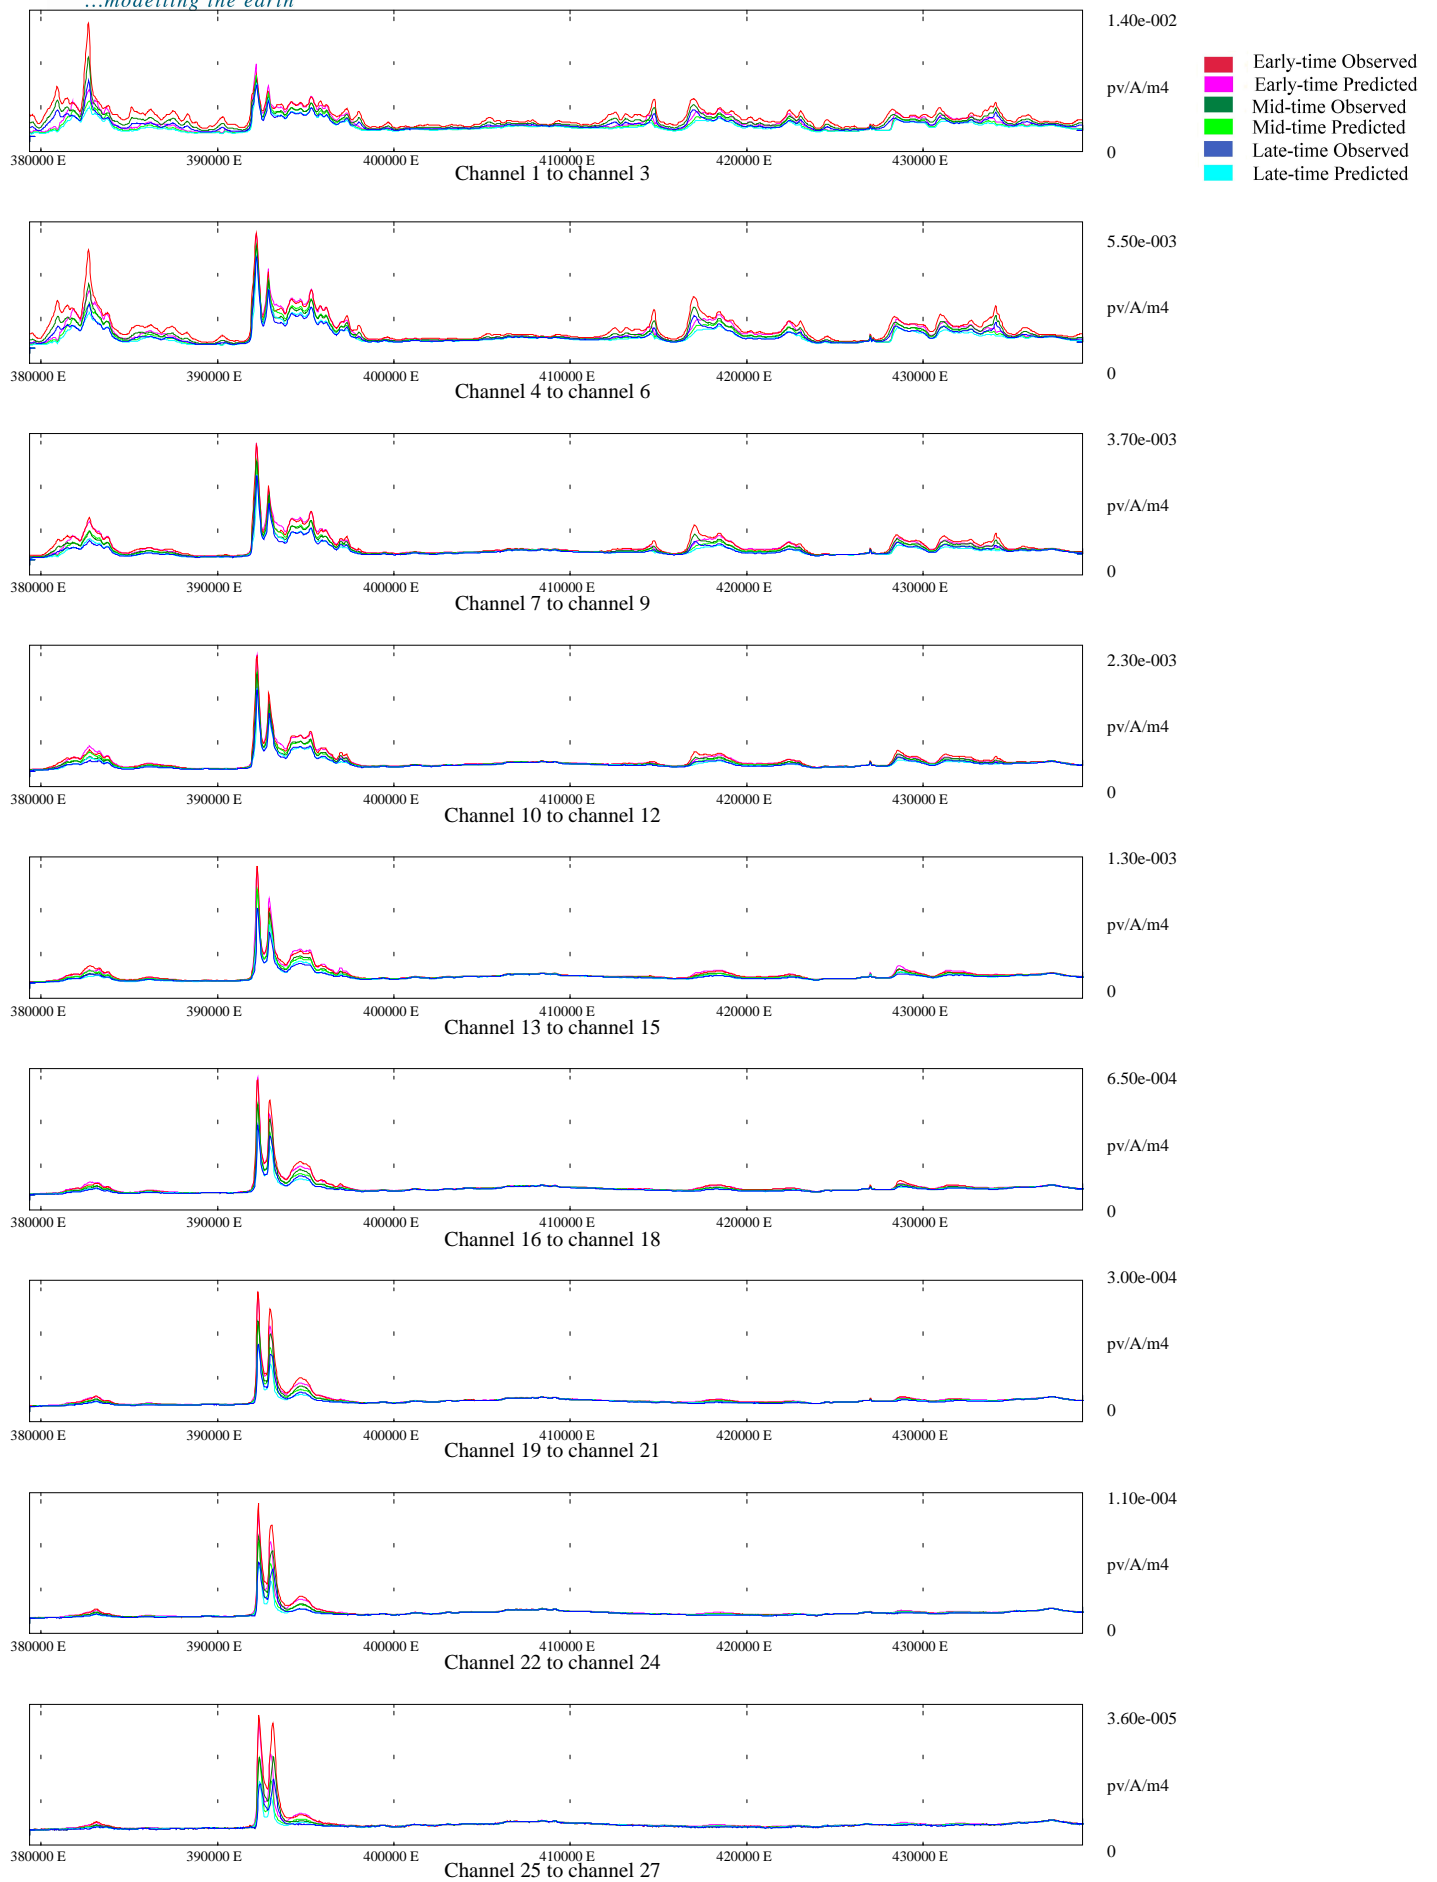 ...modelling the earth
1.40e-002
Early-time Observed
Early-time Predicted
Mid-time Observed
Mid-time Predicted
Late-time Observed
Late-time Predicted
pv/A/m4
0
380000 E 390000 E 400000 E 410000 E 420000 E 430000 E
Channel 1 to channel 3
5.50e-003
pv/A/m4
0
380000 E 390000 E 400000 E 410000 E 420000 E 430000 E
Channel 4 to channel 6
3.70e-003
pv/A/m4
0
380000 E 390000 E 400000 E 410000 E 420000 E 430000 E
Channel 7 to channel 9
2.30e-003
pv/A/m4
0
380000 E 390000 E 400000 E 410000 E 420000 E 430000 E
Channel 10 to channel 12
1.30e-003
pv/A/m4
0
380000 E 390000 E 400000 E 410000 E 420000 E 430000 E
Channel 13 to channel 15
6.50e-004
pv/A/m4
0
380000 E 390000 E 400000 E 410000 E 420000 E 430000 E
Channel 16 to channel 18
3.00e-004
pv/A/m4
0
380000 E 390000 E 400000 E 410000 E 420000 E 430000 E
Channel 19 to channel 21
1.10e-004
pv/A/m4
0
380000 E 390000 E 400000 E 410000 E 420000 E 430000 E
Channel 22 to channel 24
3.60e-005
pv/A/m4
0
380000 E 390000 E 400000 E 410000 E 420000 E 430000 E
Channel 25 to channel 27